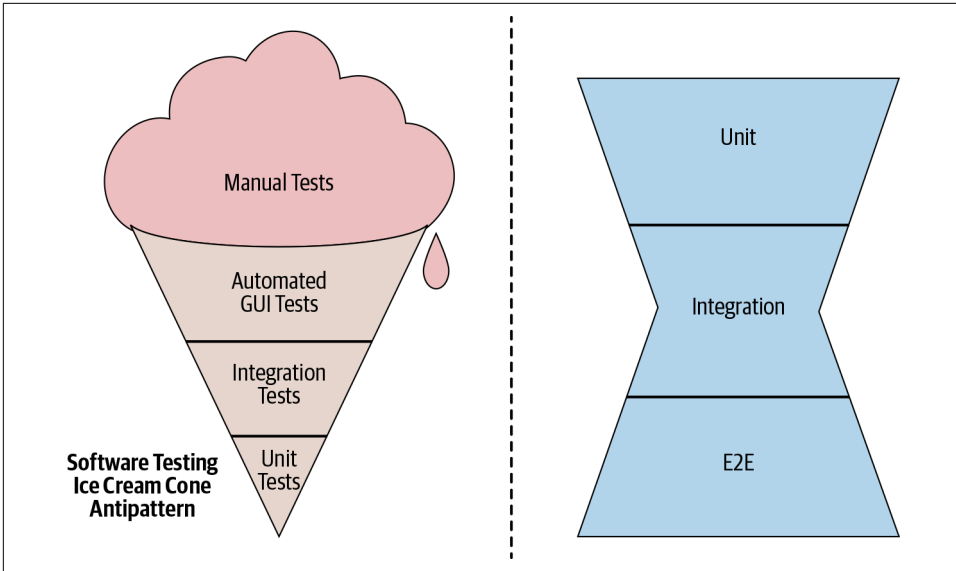 Manual Tests
Automated
GUI Tests
Integration
Tests
Unit
Tests
Software Testing
Ice Cream Cone
Antipattern
Unit
Integration
E2E